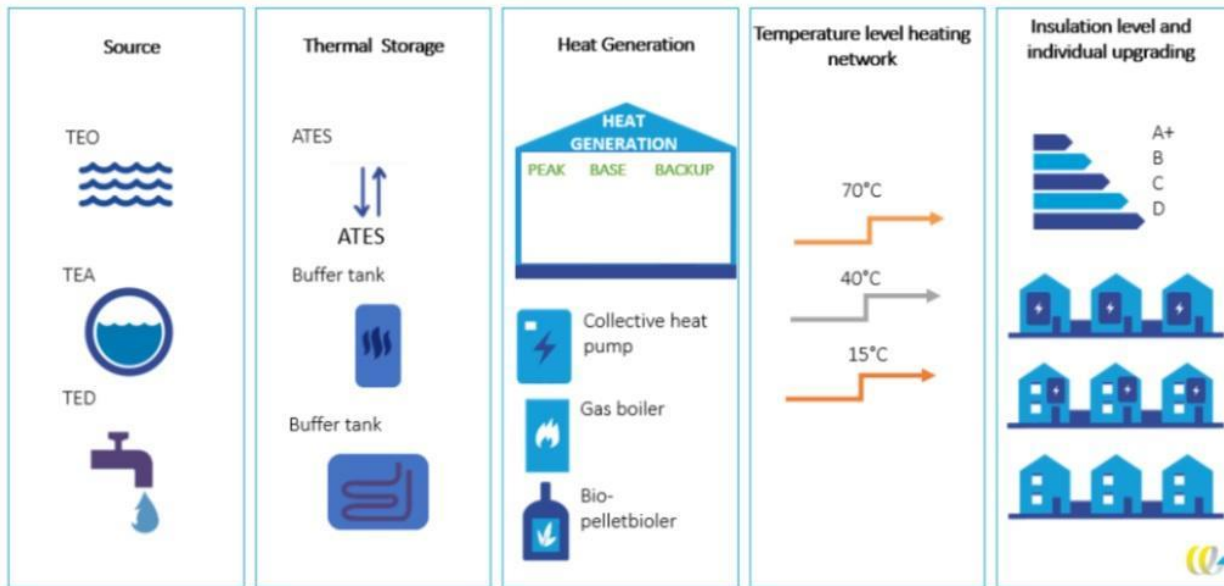 Source
TEO
TEA
TED
Thermal Storage
ATES
ATES
Buffer tank
Buffer tank
Heat Generation
HEAT
GENERATION
PEAK BASE BACKUP
Collective heat
pump
Gas boiler
Bio-
pelletbioler
Temperature level heating
network
70°C
40°C
15°C
Insulation level and
individual upgrading
A+
B
C
D